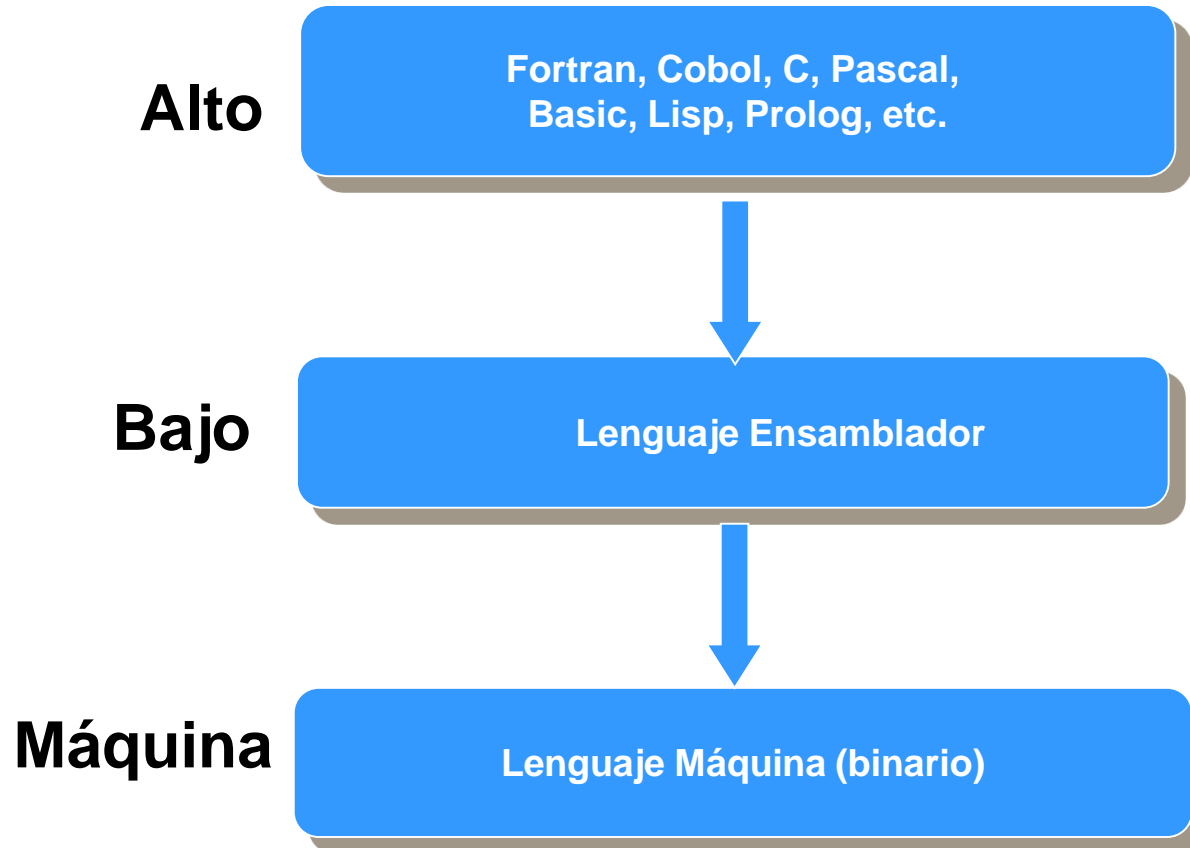 Alto
Fortran, Cobol, C, Pascal,
Basic, Lisp, Prolog, etc.
Bajo
Lenguaje Ensamblador
Máquina
Lenguaje Máquina (binario)